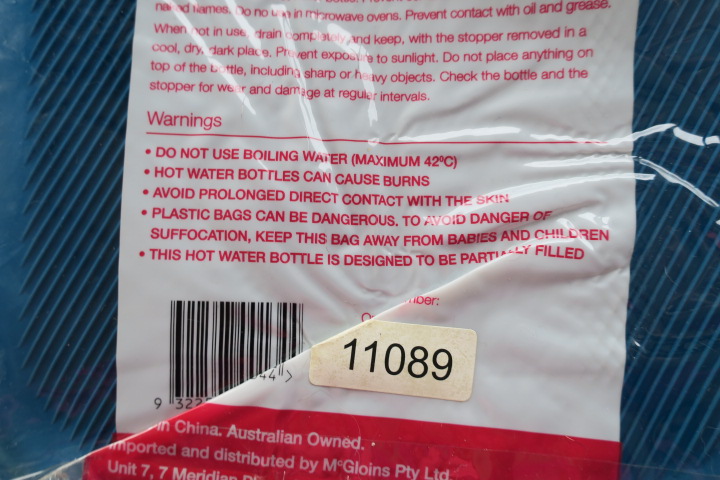 naked flames. Do no use in microwave ovens. Prevent contact with oil and grease.
When not in use, drain completely and keep, with the stopper removed in a
cool, dry, dark place. Prevent exposure to sunlight. Do not place anything on
top of the bottle, including sharp or heavy objects. Check the bottle and the
stopper for wear and damage at regular intervals.
Warnings
• DO NOT USE BOILING WATER (MAXIMUM 42ºC)
• HOT WATER BOTTLES CAN CAUSE BURNS
• AVOID PROLONGED DIRECT CONTACT WITH THE SKIN
• PLASTIC BAGS CAN BE DANGEROUS. TO AVOID DANGER OF
SUFFOCATION, KEEP THIS BAG AWAY FROM BABIES AND CHILDREN
• THIS HOT WATER BOTTLE IS DESIGNED TO BE PARTIALLY FILLED
11089
in China. Australian Owned.
Imported and distributed by McGloins Pty Ltd.
Unit 7, 7 Meridian